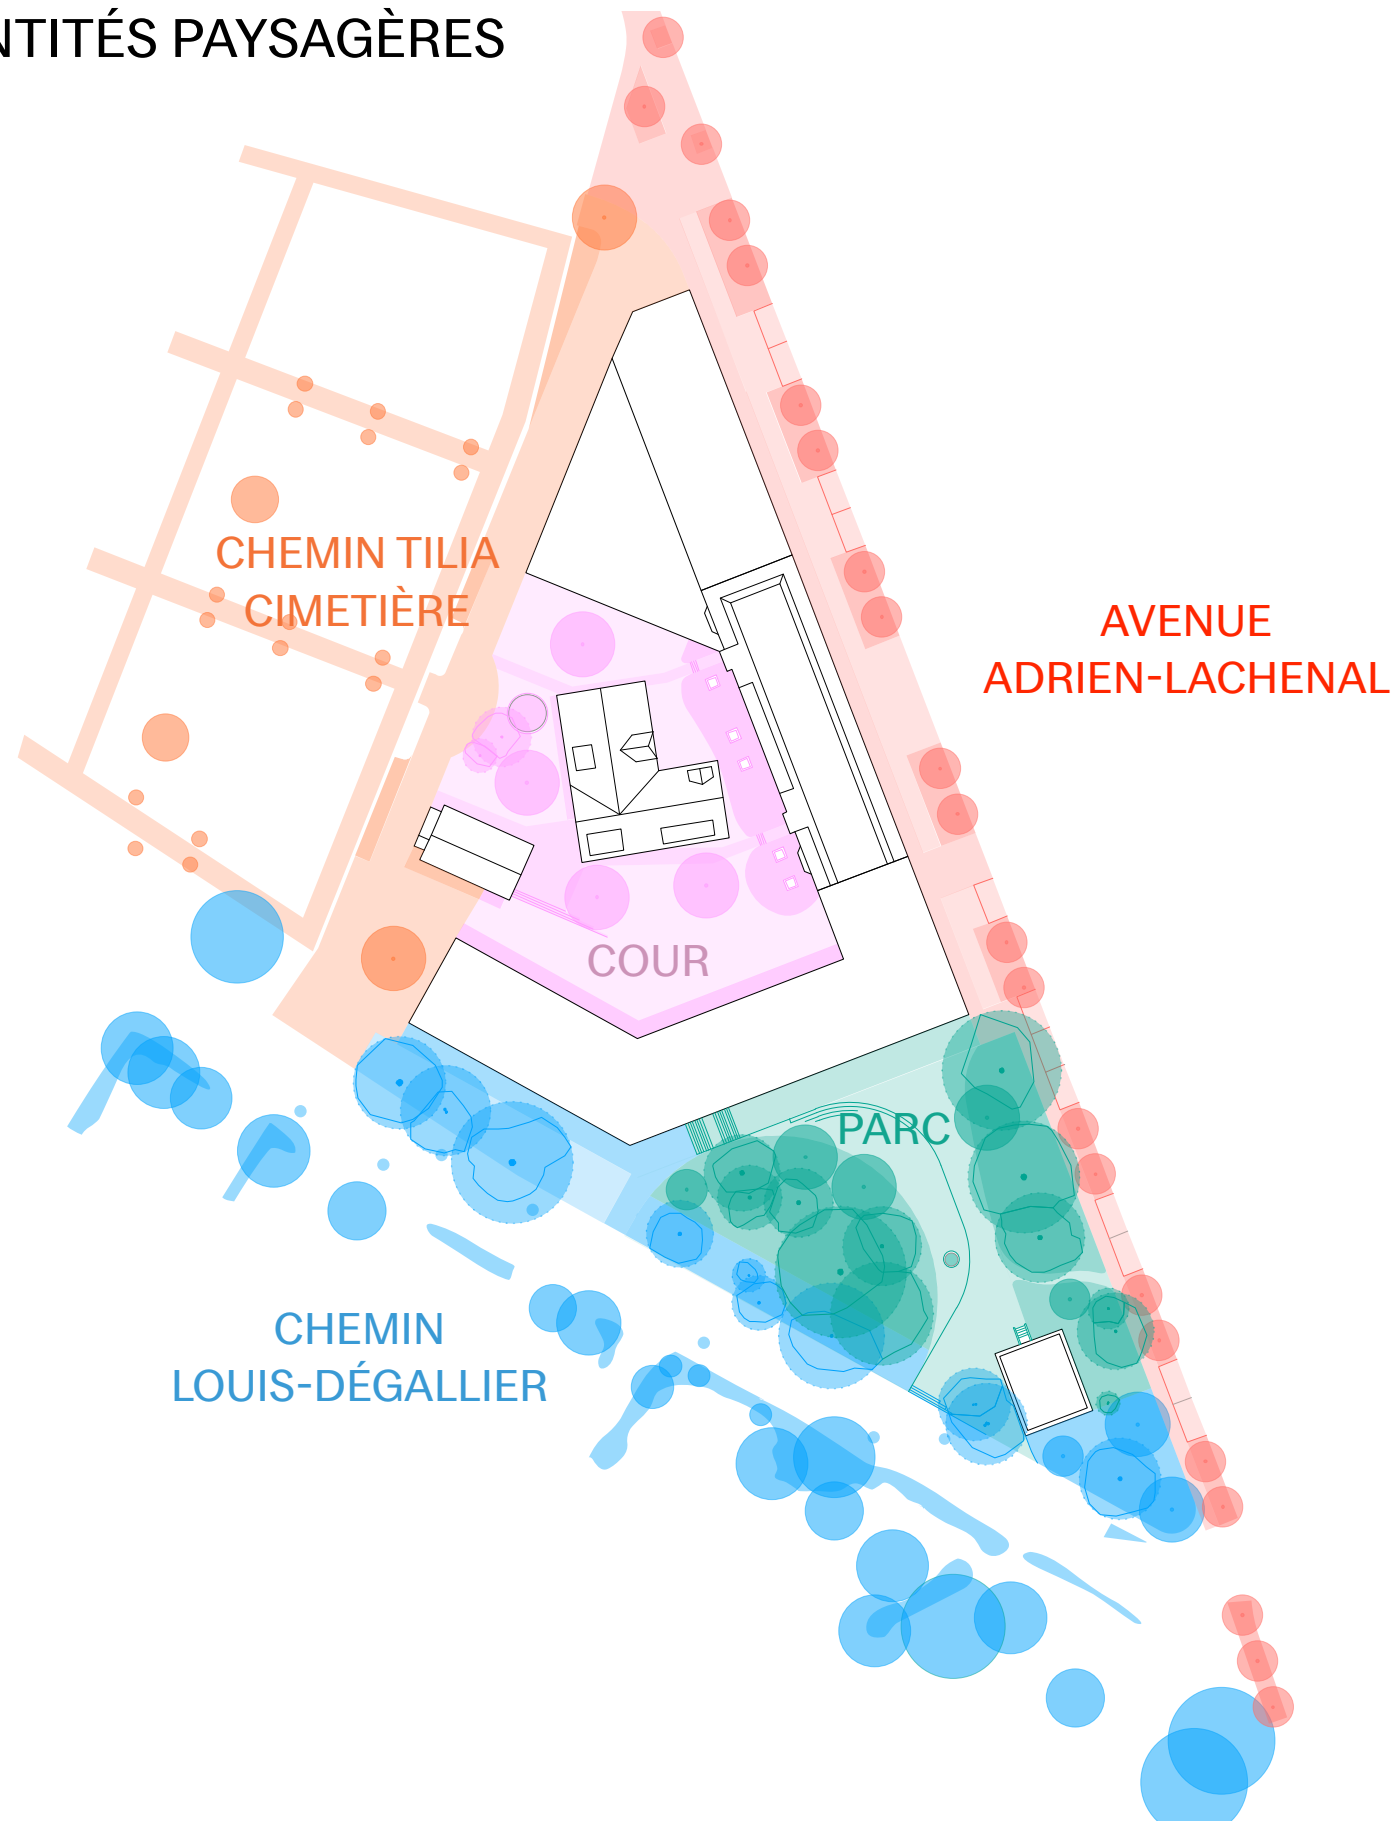 NTITÉS PAYSAGÈRES
CHEMIN TILIA
CIMETIÈRE
AVENUE
ADRIEN-LACHENAL
COUR
PARC
CHEMIN
LOUIS-DÉGALLIER